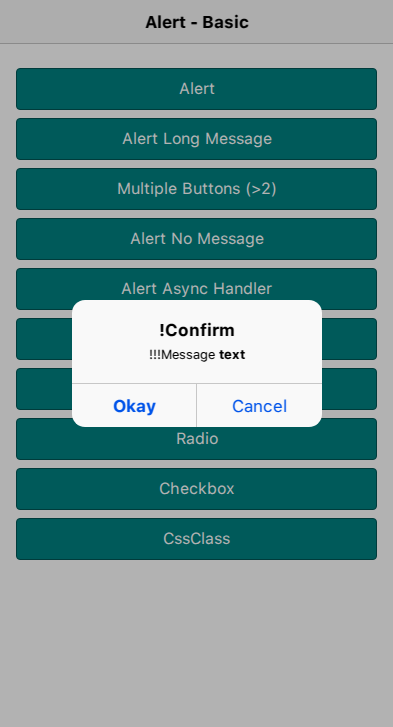 Alert - Basic
Alert
Alert Long Message
Multiple Buttons (>2)
Alert No Message
Alert Async Handler
!Confirm
!!!Message text
Okay
Cancel
Radio
Checkbox
CssClass